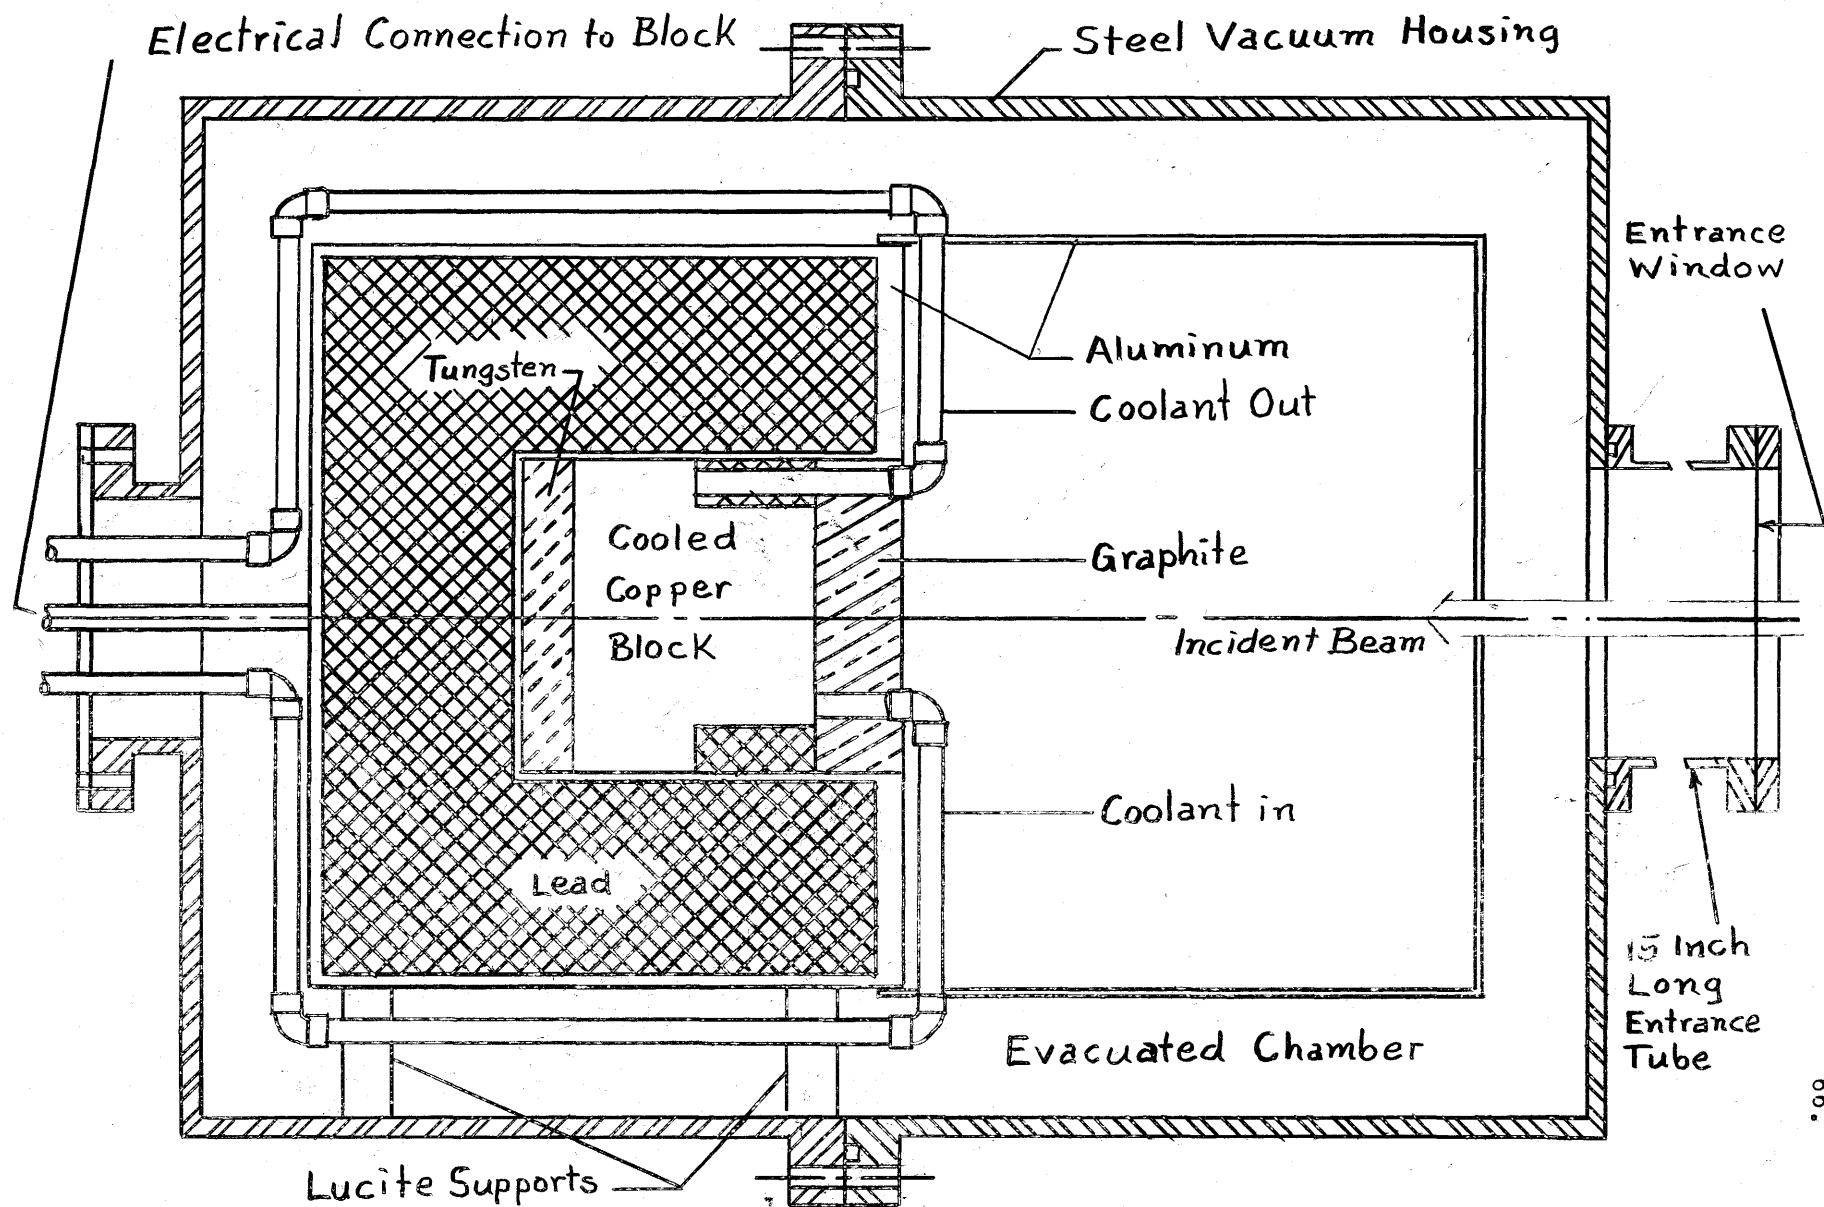 Electrical Connection to Block
Steel Vacuum Housing
Entrance
Window
Aluminum
Tungsten
Coolant Out
Cooled
Copper
Block
Graphite
Incident Beam
Coolant in
Lead
15 Inch
Long
Entrance
Tube
Evacuated Chamber
Lucite Supports